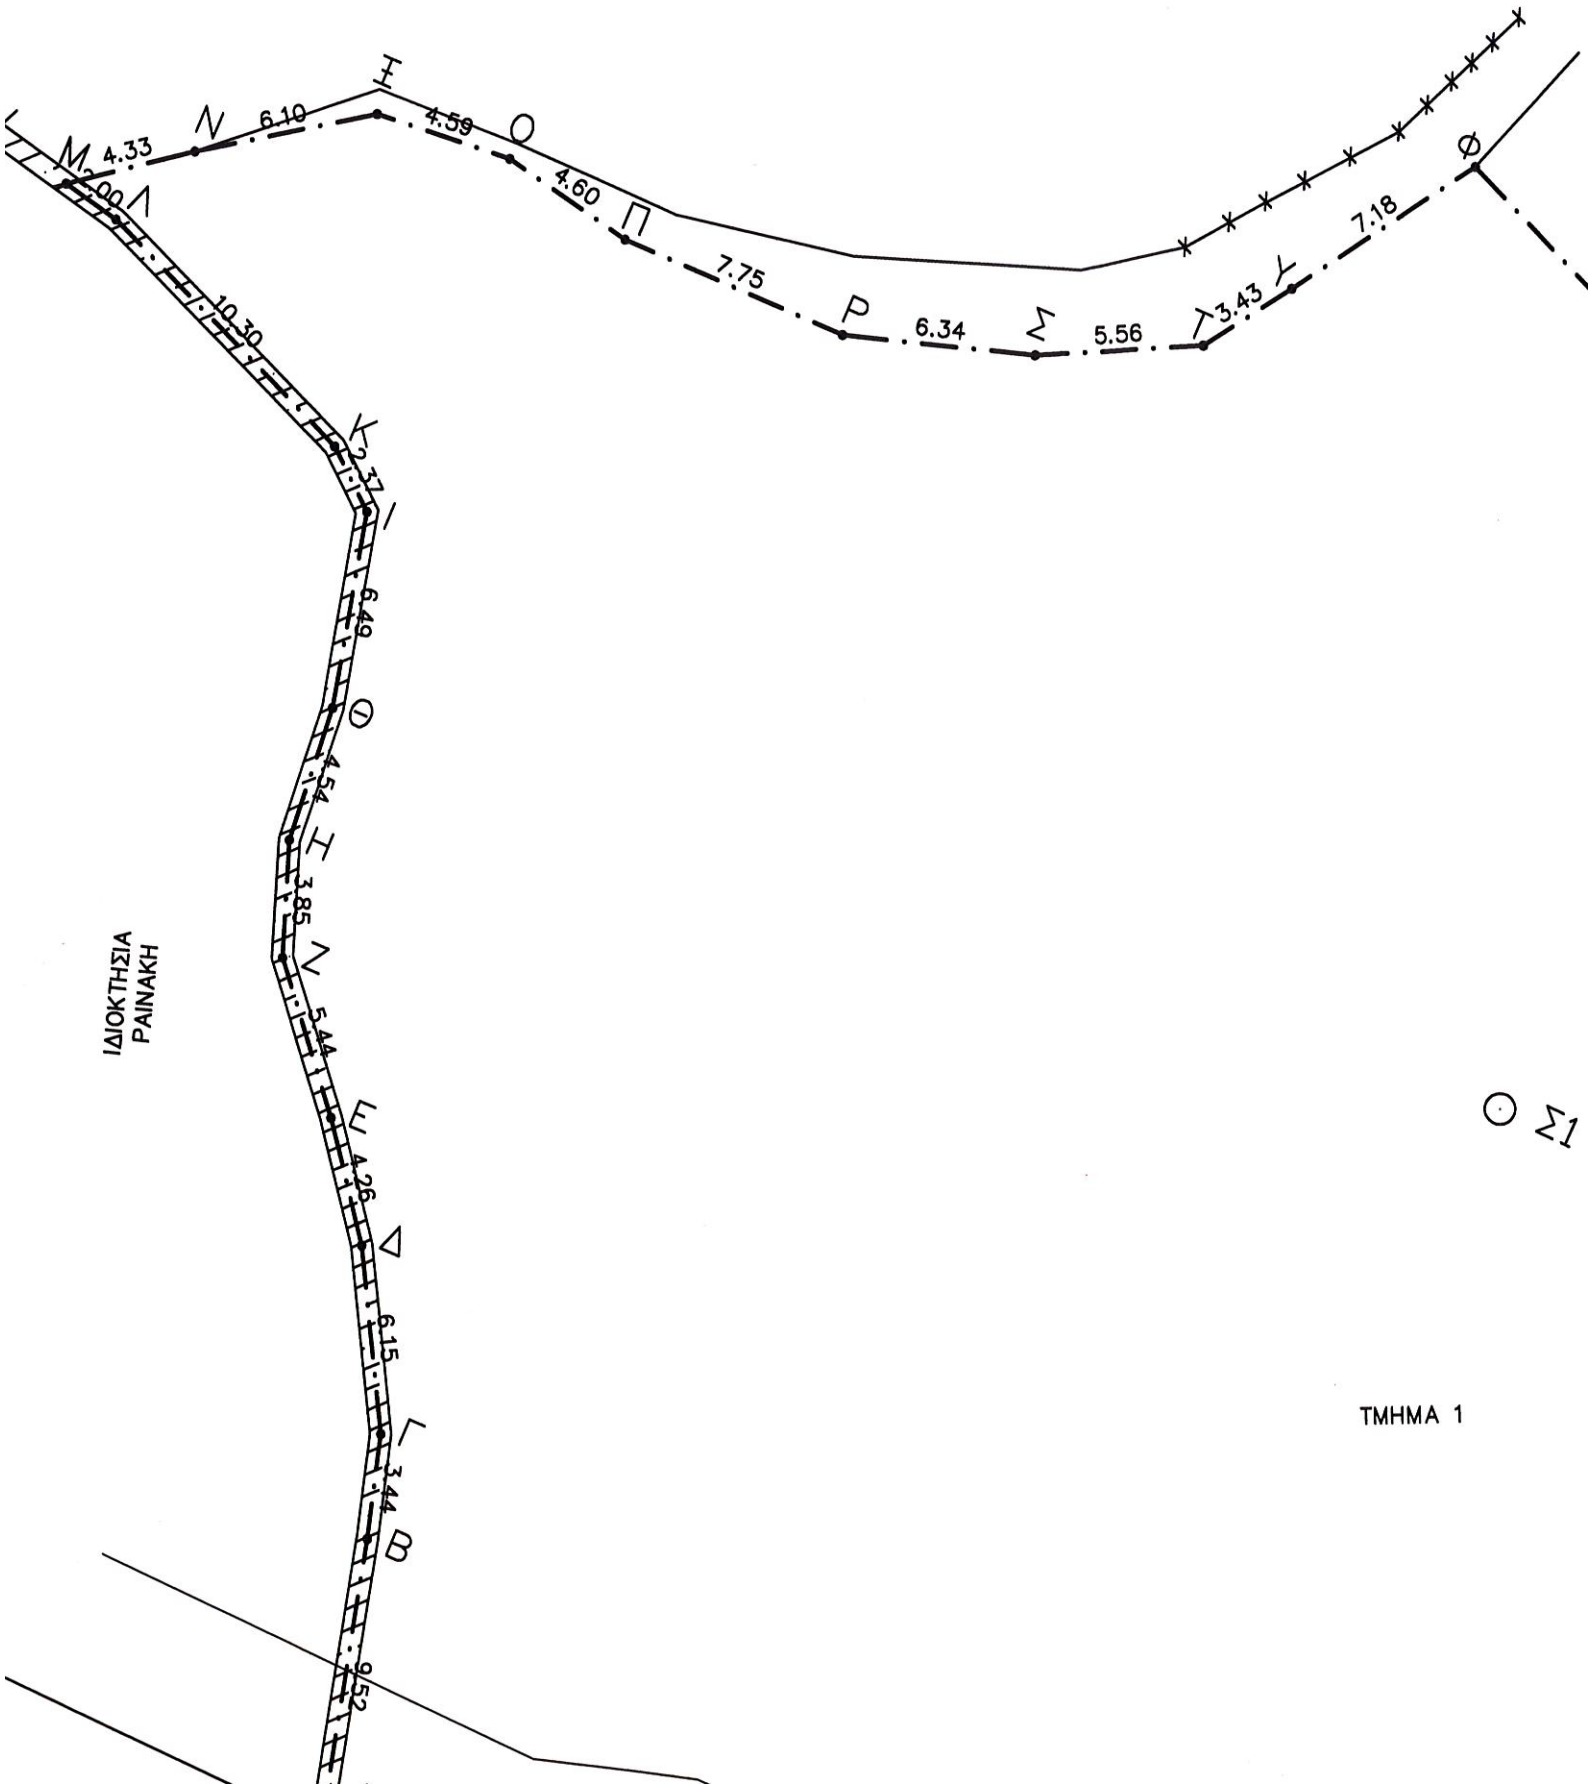 Ξ
N
6.10
4.59
O
M
4.33
2.00
Λ
4.60
Π
7.75
P
6.34
Σ
5.56
T
3.43
Y
7.18
Φ
10.30
K
2.37
I
6.49
Θ
4.54
H
3.85
Z
5.44
E
4.26
Δ
6.15
Γ
3.44
B
9.52
ΙΔΙΟΚΤΗΣΙΑ
ΡΑΙΝΑΚΗ
Σ1
ΤΜΗΜΑ 1